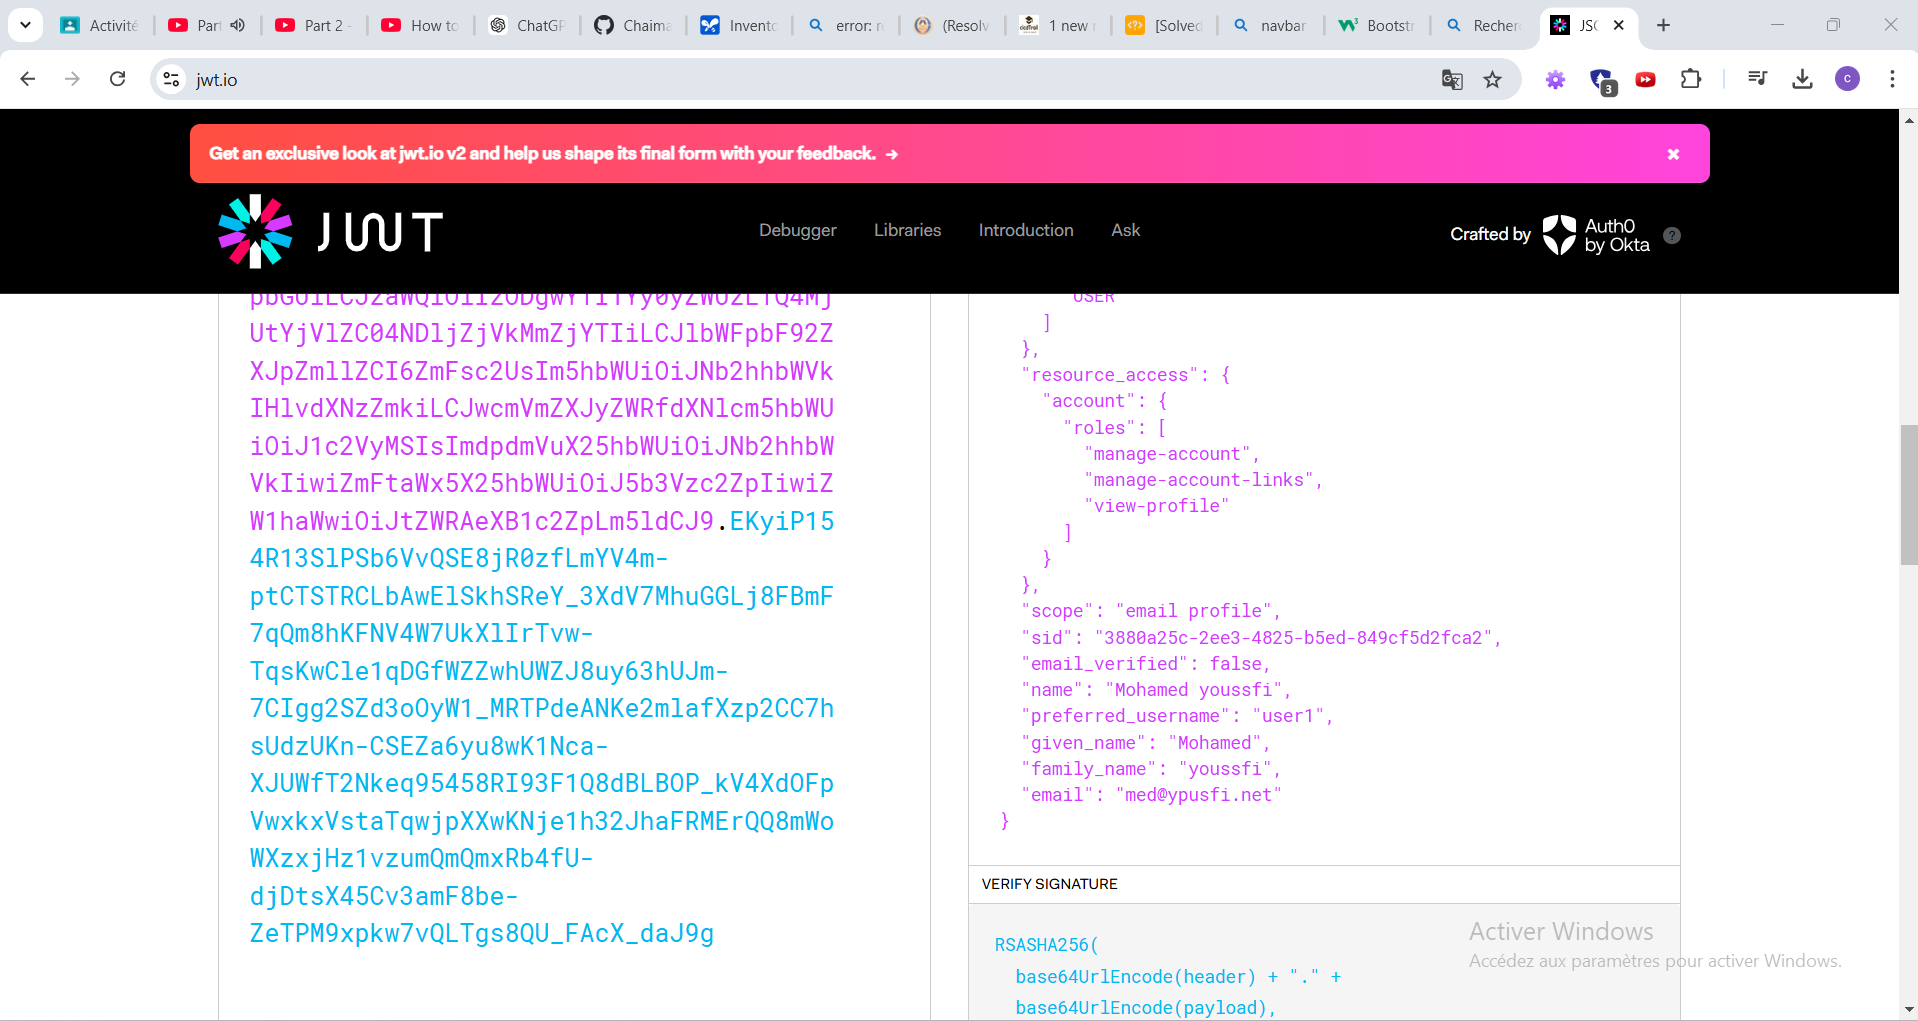 Activité
Part
Part 2 -
How to
ChatGP
Chaima
Invento
error: r
(Resolv
1 new
[Solved
navbar
Bootstr
Recher
JSO
jwt.io
3
C
Get an exclusive look at jwt.io v2 and help us shape its final form with your feedback. →
JWT
Debugger
Libraries
Introduction
Ask
Crafted by
Auth0
by Okta
?
UtYjVlZC04NDljZjVkMmZjYTIiLCJlbWFpbF92Z
XJpZmllZCI6ZmFsc2UsIm5hbWUiOiJNb2hhbWVk
IHlvdXNzZmkiLCJwcmVmZXJyZWRfdXNlcm5hbWU
iOiJ1c2VyMSIsImdpdmVuX25hbWUiOiJNb2hhbW
VkIiwiZmFtaWx5X25hbWUiOiJ5b3Vzc2ZpIiwiZ
W1haWwiOiJtZWRAeXB1c2ZpLm5ldCJ9.EKyiP15
4R13SlPSb6VvQSE8jR0zfLmYV4m-
ptCTSTRCLbAwElSkhSReY_3XdV7MhuGGLj8FBmF
7qQm8hKFNV4W7UkXlIrTvw-
TqsKwCle1qDGfWZZwhUWZJ8uy63hUJm-
7CIgg2SZd3oOyW1_MRTPdeANKe2mlafXzp2CC7h
sUdzUKn-CSEZa6yu8wK1Nca-
XJUWfT2Nkeq95458RI93F1Q8dBLBOP_kV4XdOFp
VwxkxVstaTqwjpXXwKNje1h32JhaFRMErQQ8mWo
WXzxjHz1vzumQmQmxRb4fU-
djDtsX45Cv3amF8be-
ZeTPM9xpkw7vQLTgs8QU_FAcX_daJ9g
"USER"
]
},
"resource_access": {
"account": {
"roles": [
"manage-account",
"manage-account-links",
"view-profile"
]
}
},
"scope": "email profile",
"sid": "3880a25c-2ee3-4825-b5ed-849cf5d2fca2",
"email_verified": false,
"name": "Mohamed youssfi",
"preferred_username": "user1",
"given_name": "Mohamed",
"family_name": "youssfi",
"email": "med@ypusfi.net"
}
VERIFY SIGNATURE
RSASHA256(
base64UrlEncode(header) + "." +
base64UrlEncode(payload),
Activer Windows
Accédez aux paramètres pour activer Windows.